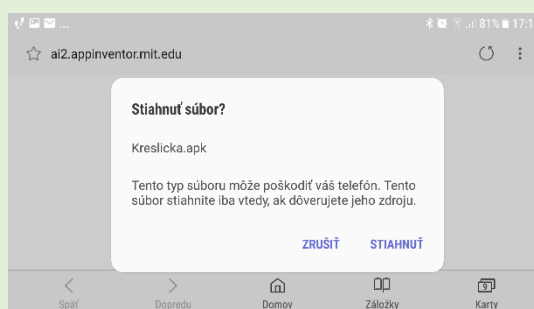 81% 17:1
ai2.appinventor.mit.edu
Stiahnuť súbor?
Kreslicka.apk
Tento typ súboru môže poškodiť váš telefón. Tento
súbor stiahnite iba vtedy, ak dôverujete jeho zdroju.
ZRUŠIŤ STIAHNUŤ
9
Späť Dopredu Domov Záložky Karty